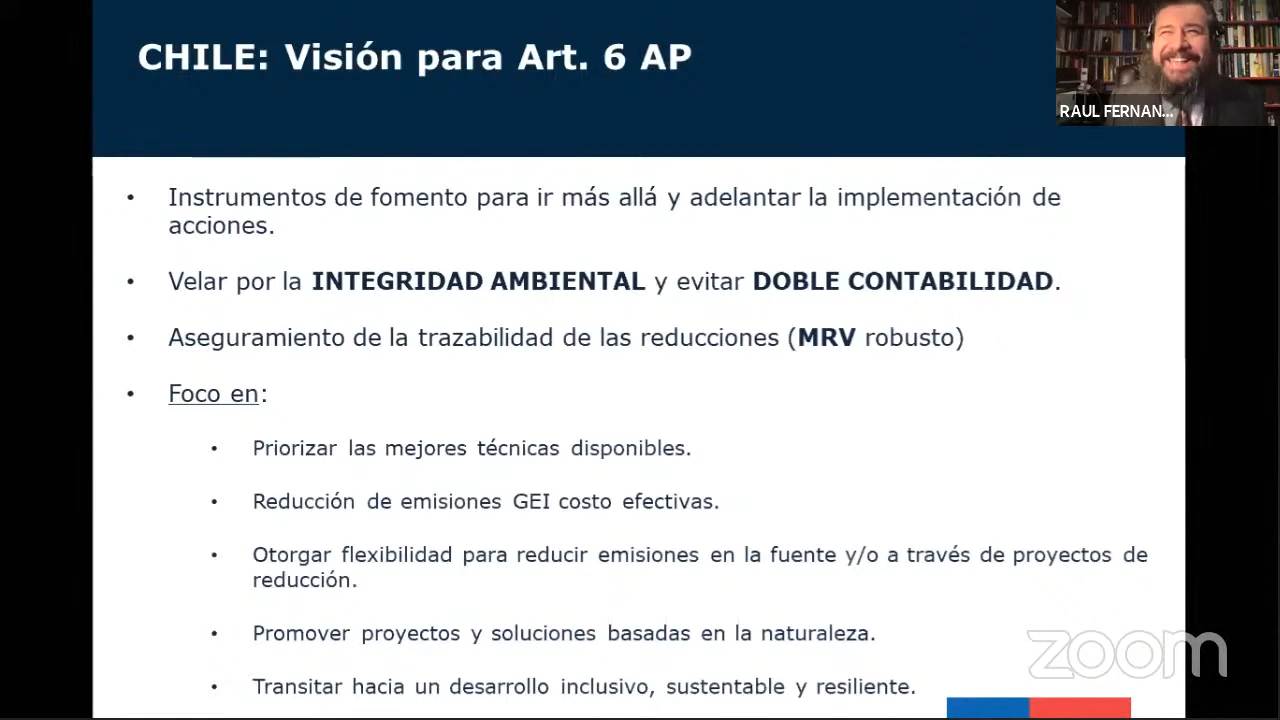 CHILE: Visión para Art. 6 AP
RAUL FERNAN...
• Instrumentos de fomento para ir más allá y adelantar la implementación de
acciones.
• Velar por la INTEGRIDAD AMBIENTAL y evitar DOBLE CONTABILIDAD.
• Aseguramiento de la trazabilidad de las reducciones (MRV robusto)
• Foco en:
• Priorizar las mejores técnicas disponibles.
• Reducción de emisiones GEI costo efectivas.
• Otorgar flexibilidad para reducir emisiones en la fuente y/o a través de proyectos de
reducción.
• Promover proyectos y soluciones basadas en la naturaleza.
• Transitar hacia un desarrollo inclusivo, sustentable y resiliente.
zoom